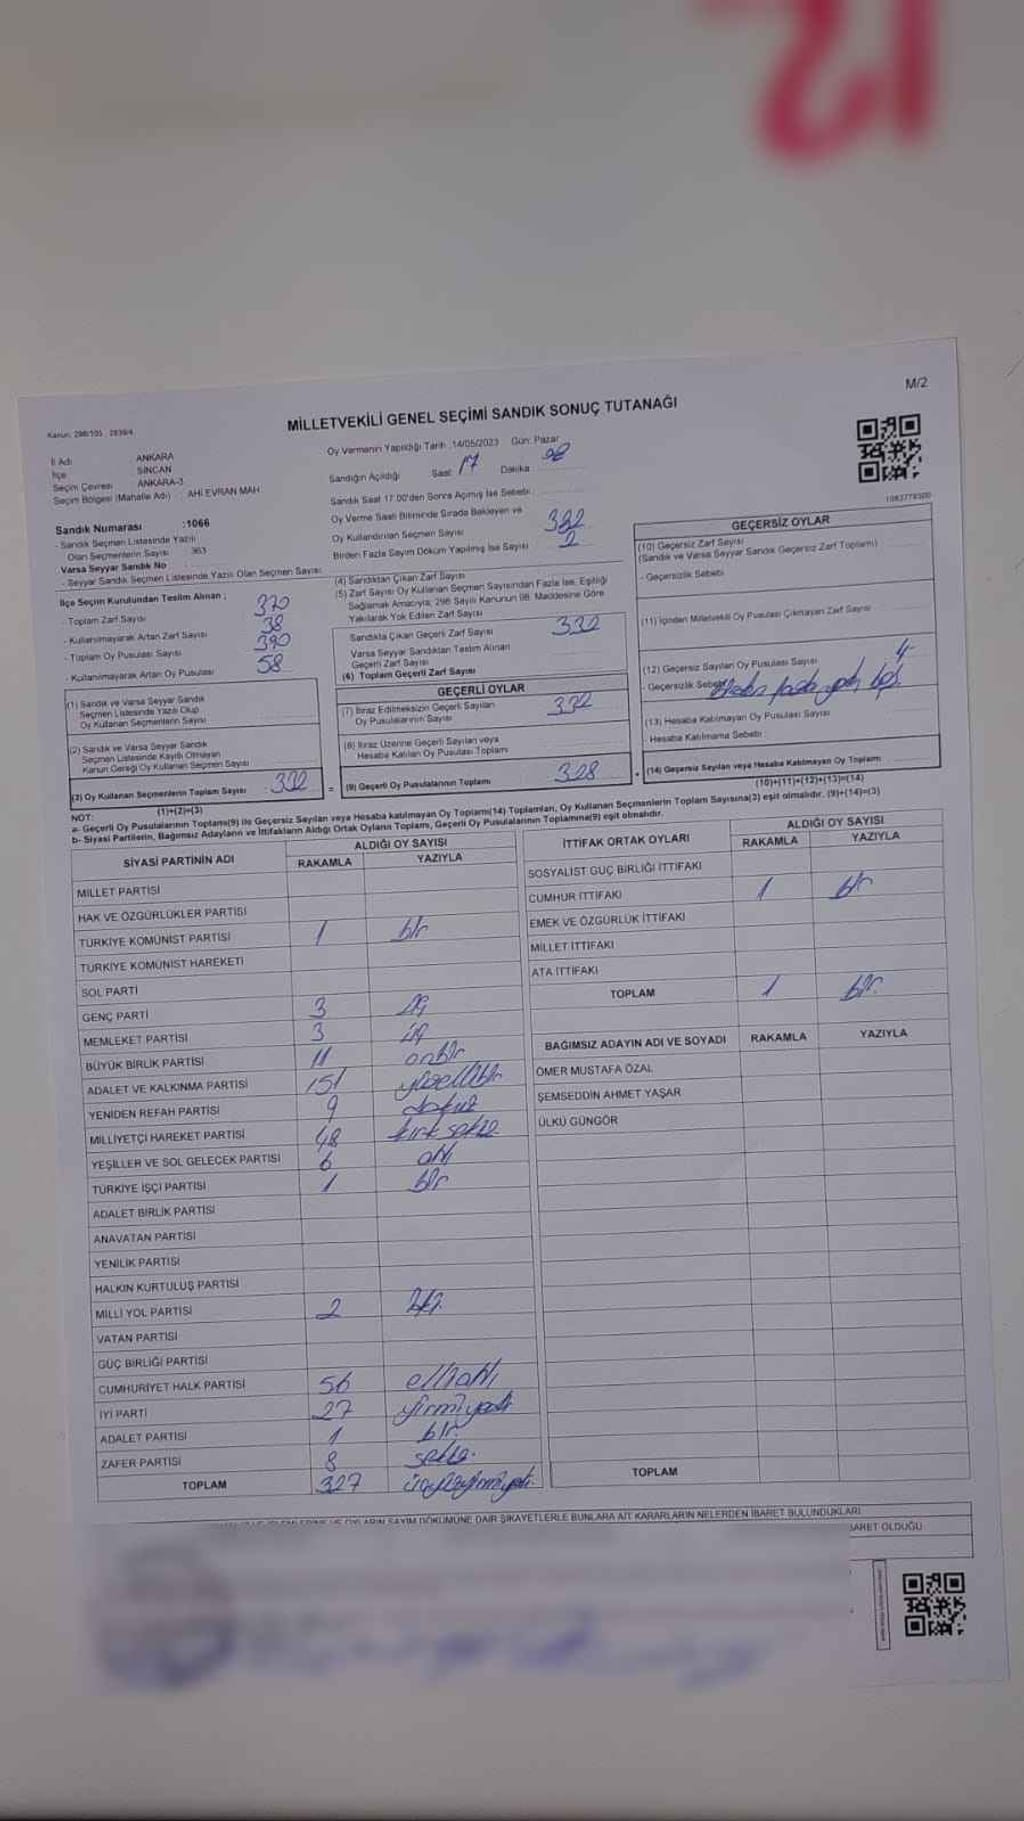 12
M/2
Kanun: 298/105 , 2839/4
MİLLETVEKİLİ GENEL SEÇİMİ SANDIK SONUÇ TUTANAĞI
İl Adı ANKARA
İlçe SİNCAN
Seçim Çevresi ANKARA-3
Seçim Bölgesi (Mahalle Adı) AHİ EVRAN MAH
Oy Vermenin Yapıldığı Tarih :14/05/2023 Gün: Pazar
Sandığın Açıldığı Saat 17 Dakika
Sandık Saat 17:00'den Sonra Açılmış İse Sebebi
Oy Verme Saati Bitiminde Sırada Bekleyen ve
Oy Kullandırılan Seçmen Sayısı 332
Birden Fazla Sayım Döküm Yapılmış İse Sayısı 2
Sandık Numarası :1066
- Sandık Seçmen Listesinde Yazılı
Olan Seçmenlerin Sayısı 363
Varsa Seyyar Sandık No
- Seyyar Sandık Seçmen Listesinde Yazılı Olan Seçmen Sayısı
İlçe Seçim Kurulundan Teslim Alınan :
- Toplam Zarf Sayısı 370
- Kullanılmayarak Artan Zarf Sayısı 38
- Toplam Oy Pusulası Sayısı 390
- Kullanılmayarak Artan Oy Pusulası 58
(1) Sandık ve Varsa Seyyar Sandık
Seçmen Listesinde Yazılı Olup
Oy Kullanan Seçmenlerin Sayısı
(2) Sandık ve Varsa Seyyar Sandık
Seçmen Listesinde Kayıtlı Olmayan
Kanun Gereği Oy Kullanan Seçmen Sayısı
(3) Oy Kullanan Seçmenlerin Toplam Sayısı 332
(1)+(2)=(3)
(4) Sandıktan Çıkan Zarf Sayısı
(5) Zarf Sayısı Oy Kullanan Seçmen Sayısından Fazla İse, Eşitliği
Sağlamak Amacıyla, 298 Sayılı Kanunun 98. Maddesine Göre
Yakılarak Yok Edilen Zarf Sayısı
Sandıkta Çıkan Geçerli Zarf Sayısı 332
Varsa Seyyar Sandıktan Teslim Alınan
Geçerli Zarf Sayısı
(6) Toplam Geçerli Zarf Sayısı
GEÇERLİ OYLAR
(7) İtiraz Edilmeksizin Geçerli Sayılan
Oy Pusulalarının Sayısı 332
(8) İtiraz Üzerine Geçerli Sayılan veya
Hesaba Katılan Oy Pusulası Toplamı
= (9) Geçerli Oy Pusulalarının Toplamı 328 +
GEÇERSİZ OYLAR
(10) Geçersiz Zarf Sayısı
(Sandık ve Varsa Seyyar Sandık Geçersiz Zarf Toplamı)
- Geçersizlik Sebebi
(11) İçinden Milletvekili Oy Pusulası Çıkmayan Zarf Sayısı
(12) Geçersiz Sayılan Oy Pusulası Sayısı 4
- Geçersizlik Sebebi
(13) Hesaba Katılmayan Oy Pusulası Sayısı
- Hesaba Katılmama Sebebi
(14) Geçersiz Sayılan veya Hesaba Katılmayan Oy Toplamı
(10)+(11)+(12)+(13)=(14)
NOT:
a- Geçerli Oy Pusulalarının Toplamı(9) ile Geçersiz Sayılan veya Hesaba katılmayan Oy Toplamı(14) Toplamları, Oy Kullanan Seçmenlerin Toplam Sayısına(3) eşit olmalıdır. (9)+(14)=(3)
b- Siyasi Partilerin, Bağımsız Adayların ve İttifakların Aldığı Ortak Oyların Toplamı, Geçerli Oy Pusulalarının Toplamına(9) eşit olmalıdır.
SİYASİ PARTİNİN ADI ALDIĞI OY SAYISI
RAKAMLA YAZIYLA
MİLLET PARTİSİ
HAK VE ÖZGÜRLÜKLER PARTİSİ
TÜRKİYE KOMÜNİST PARTİSİ 1 bir
TÜRKİYE KOMÜNİST HAREKETİ
SOL PARTİ
GENÇ PARTİ 3 üç
MEMLEKET PARTİSİ 3 üç
BÜYÜK BİRLİK PARTİSİ 11 onbir
ADALET VE KALKINMA PARTİSİ 151 yüzellibir
YENİDEN REFAH PARTİSİ 9 dokuz
MİLLİYETÇİ HAREKET PARTİSİ 48 kırk sekiz
YEŞİLLER VE SOL GELECEK PARTİSİ 6 altı
TÜRKİYE İŞÇİ PARTİSİ 1 bir
ADALET BİRLİK PARTİSİ
ANAVATAN PARTİSİ
YENİLİK PARTİSİ
HALKIN KURTULUŞ PARTİSİ
MİLLİ YOL PARTİSİ 2 iki
VATAN PARTİSİ
GÜÇ BİRLİĞİ PARTİSİ
CUMHURİYET HALK PARTİSİ 56 elli altı
İYİ PARTİ 27 yirmi yedi
ADALET PARTİSİ 1 bir
ZAFER PARTİSİ 8 sekiz
TOPLAM 327 üçyüzyirmiyedi
İTTİFAK ORTAK OYLARI ALDIĞI OY SAYISI
RAKAMLA YAZIYLA
SOSYALİST GÜÇ BİRLİĞİ İTTİFAKI
CUMHUR İTTİFAKI 1 bir
EMEK VE ÖZGÜRLÜK İTTİFAKI
MİLLET İTTİFAKI
ATA İTTİFAKI
TOPLAM 1 bir
BAĞIMSIZ ADAYIN ADI VE SOYADI RAKAMLA YAZIYLA
ÖMER MUSTAFA ÖZAL
ŞEMSEDDİN AHMET YAŞAR
ÜLKÜ GÜNGÖR
TOPLAM
OYLARIN SAYIM DÖKÜMÜNE DAİR ŞİKAYETLERLE BUNLARA AİT KARARLARIN NELERDEN İBARET BULUNDUKLARI
İBARET OLDUĞU